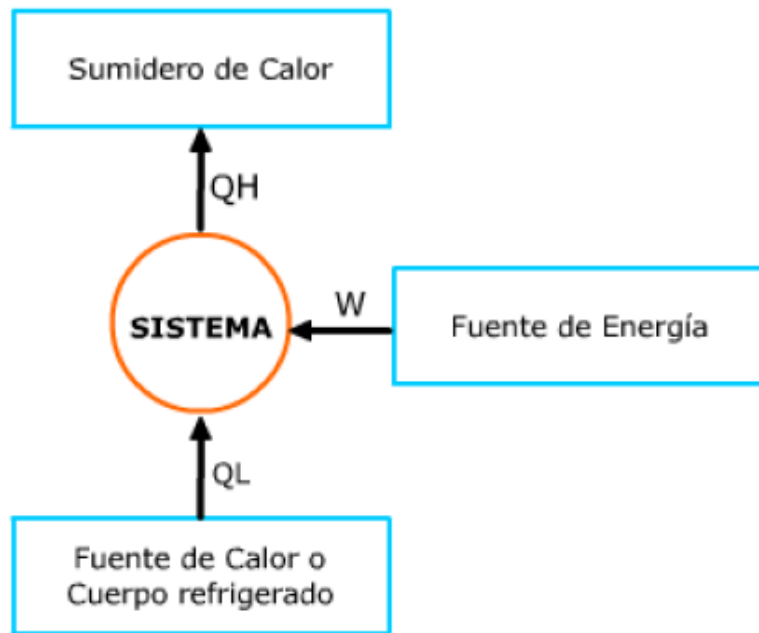 Sumidero de Calor
QH
SISTEMA
W
Fuente de Energía
QL
Fuente de Calor o
Cuerpo refrigerado